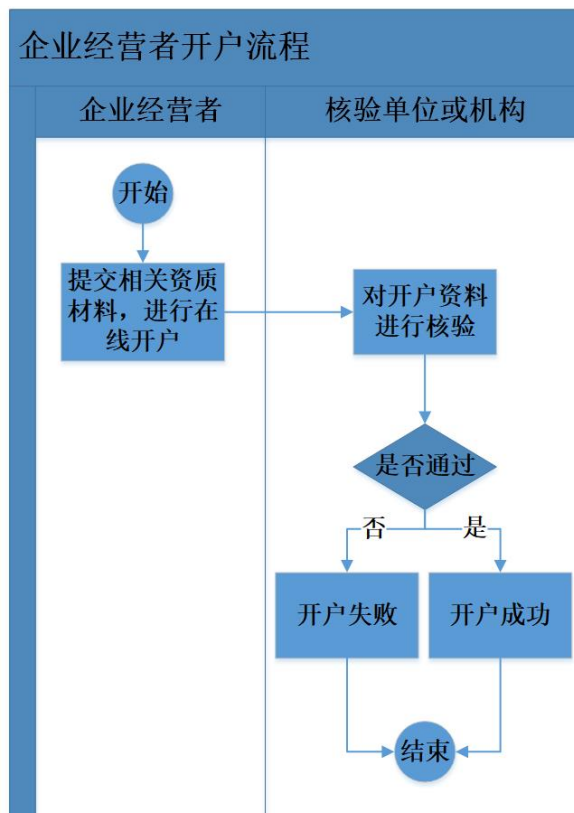 企业经营者开户流程
企业经营者
核验单位或机构
开始
提交相关资质
材料，进行在
线开户
对开户资料
进行核验
是否通过
否
是
开户失败
开户成功
结束